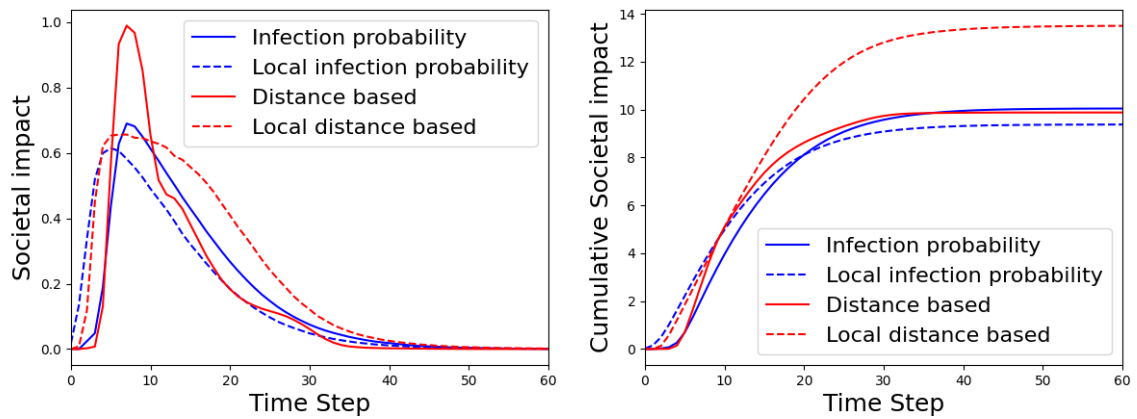 Societal impact
1.0
0.8
0.6
0.4
0.2
0.0
0
10
20
30
40
50
60
Time Step
Infection probability
Local infection probability
Distance based
Local distance based
Cumulative Societal impact
14
12
10
8
6
4
2
0
0
10
20
30
40
50
60
Time Step
Infection probability
Local infection probability
Distance based
Local distance based